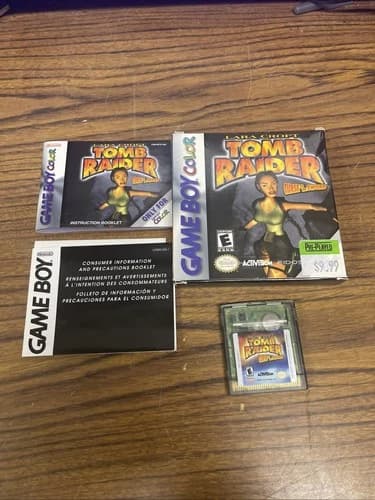 GAME BOY COLOR
TOMB
RAIDER
INSTRUCTION BOOKLET
ONLY FOR
COLOR
GAME BOY COLOR
LARA CROFT
TOMB
RAIDER
E
ACTIVISION
EIDOS
PRE-PLAYED
$9.99
GAME BOY
CONSUMER INFORMATION
AND PRECAUTIONS BOOKLET
RENSEIGNEMENTS ET AVERTISSEMENTS
À L'INTENTION DES CONSOMMATEURS
FOLLETO DE INFORMACIÓN Y
PRECAUCIONES PARA EL CONSUMIDOR
TOMB
RAIDER
E